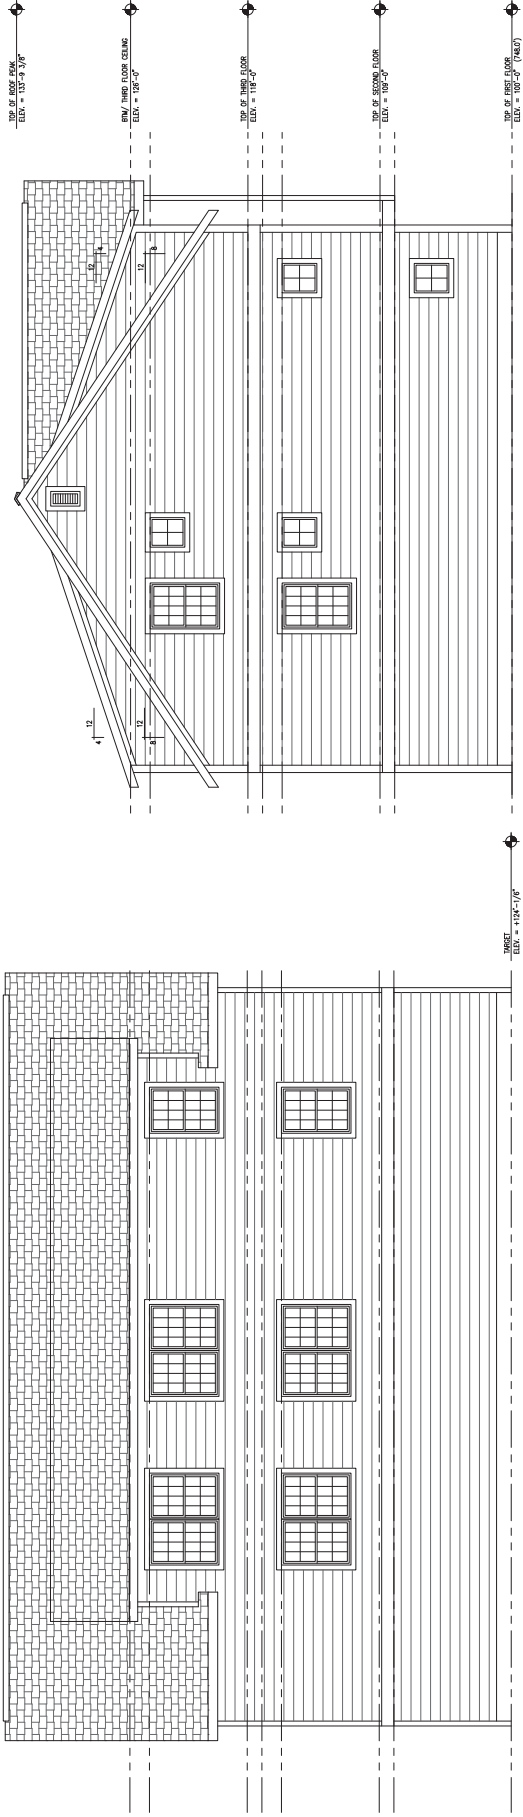 TOP OF ROOF PEAK
ELEV. = 133'-9 3/8"
BTM/ THIRD FLOOR CEILING
ELEV. = 126'-0"
TOP OF THIRD FLOOR
ELEV. = 118'-0"
TOP OF SECOND FLOOR
ELEV. = 109'-0"
TOP OF FIRST FLOOR
ELEV. = 100'-0" (748.0')
12
4
12
8
12
4
12
8
TARGET
ELEV. = +124'-1/6"